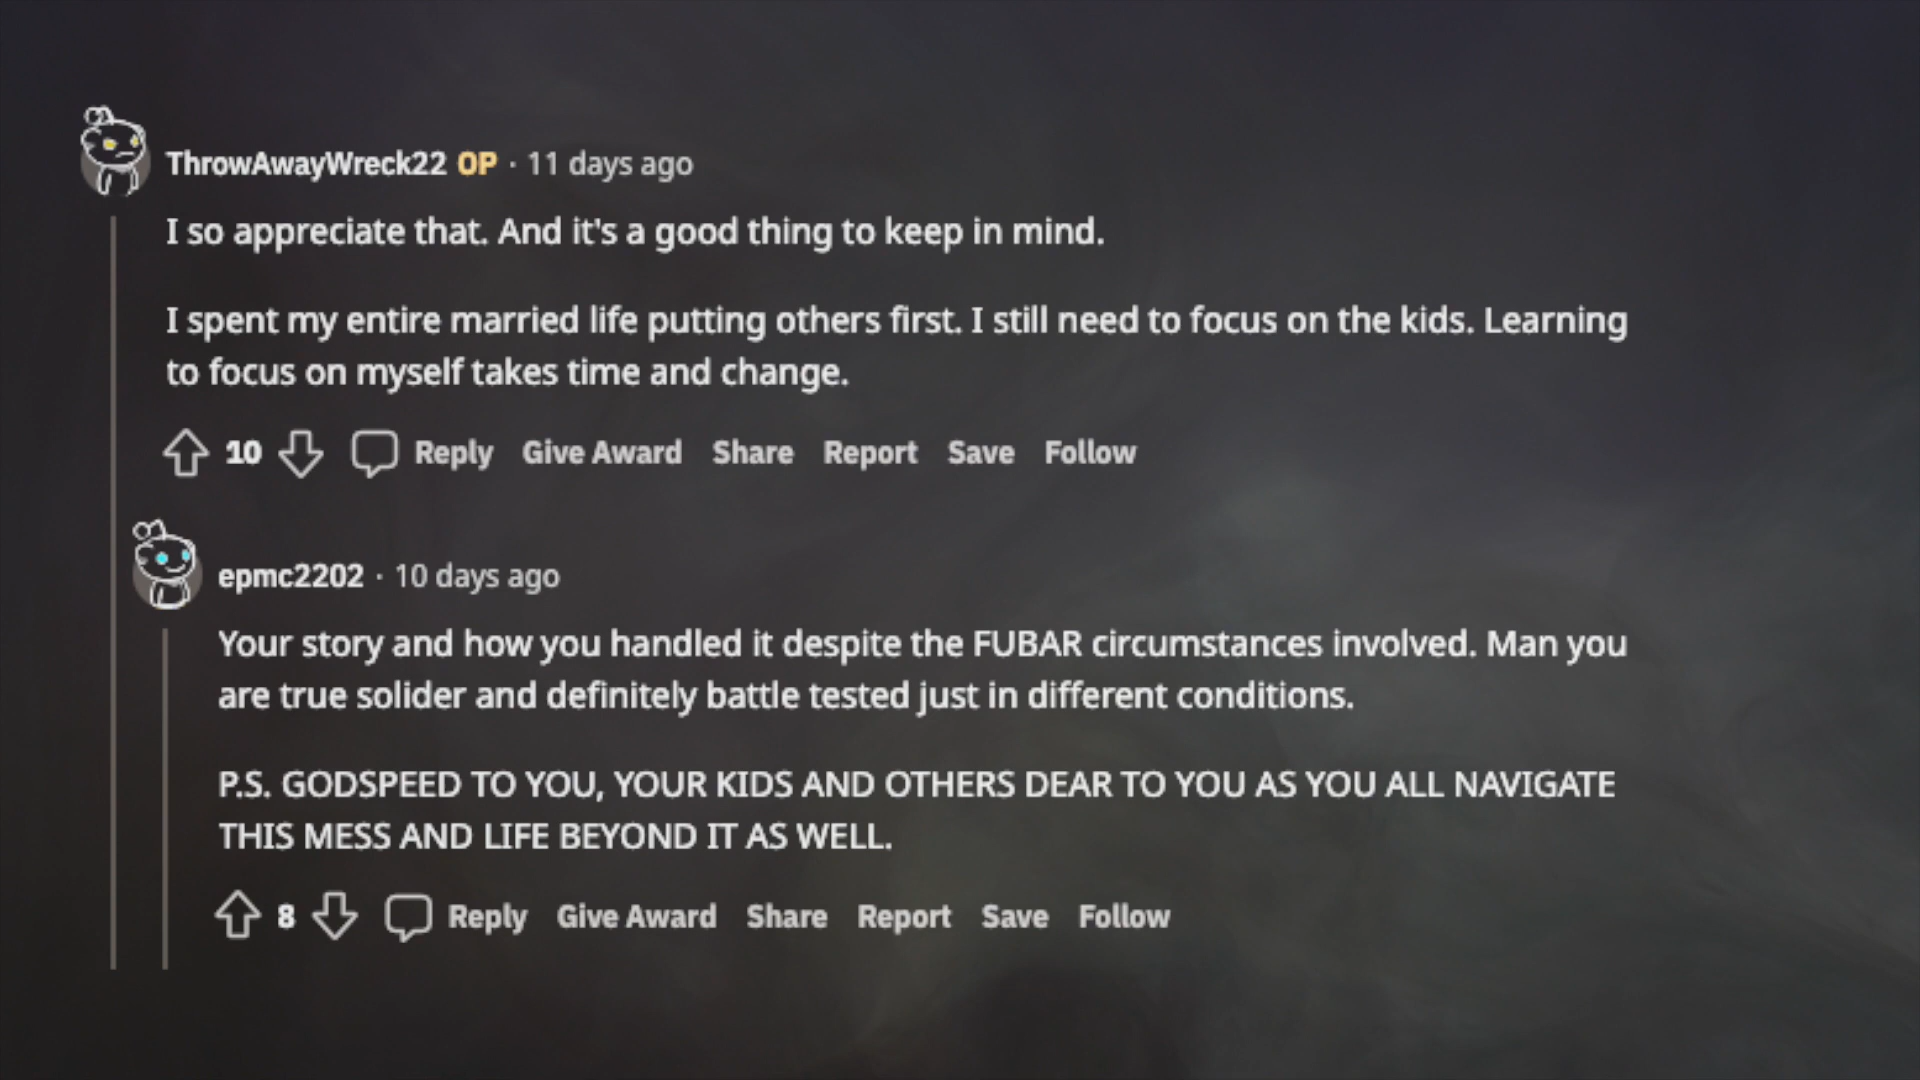 ThrowAwayWreck22 OP · 11 days ago
I so appreciate that. And it's a good thing to keep in mind.
I spent my entire married life putting others first. I still need to focus on the kids. Learning
to focus on myself takes time and change.
10 Reply Give Award Share Report Save Follow
epmc2202 · 10 days ago
Your story and how you handled it despite the FUBAR circumstances involved. Man you
are true solider and definitely battle tested just in different conditions.
P.S. GODSPEED TO YOU, YOUR KIDS AND OTHERS DEAR TO YOU AS YOU ALL NAVIGATE
THIS MESS AND LIFE BEYOND IT AS WELL.
8 Reply Give Award Share Report Save Follow